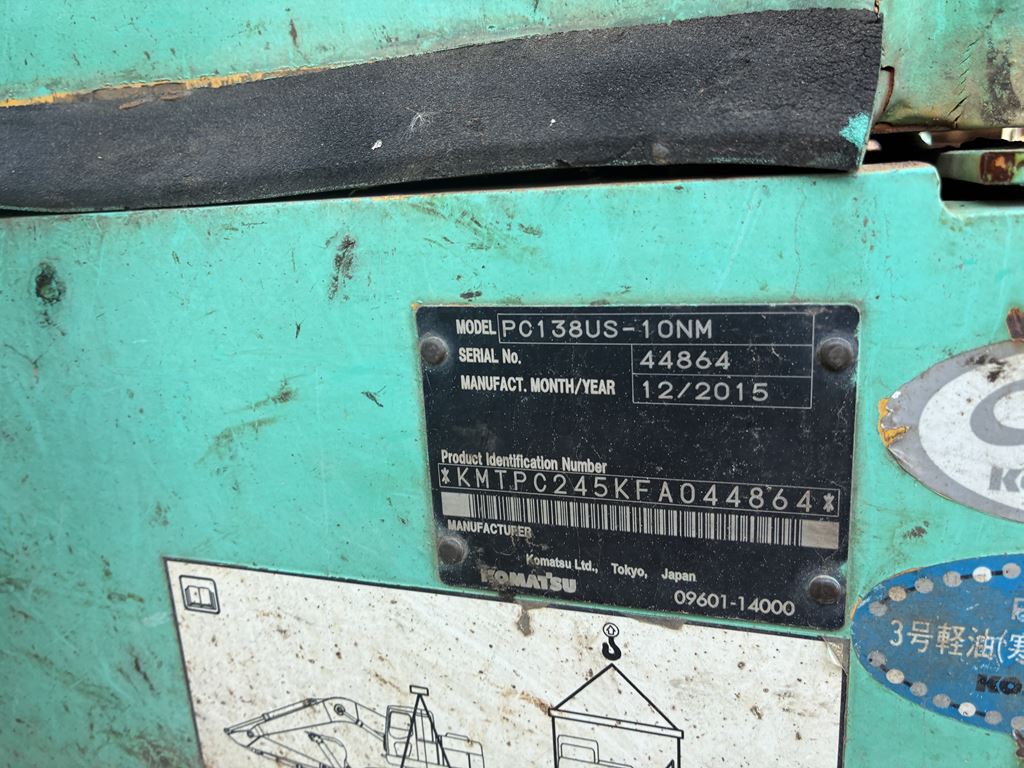 MODEL PC138US-10NM
SERIAL No. 44864
MANUFACT. MONTH/YEAR 12/2015
Product Identification Number
*KMTPC245KFA044864*
MANUFACTURER
Komatsu Ltd., Tokyo, Japan
KOMATSU
09601-14000
3号軽油(寒